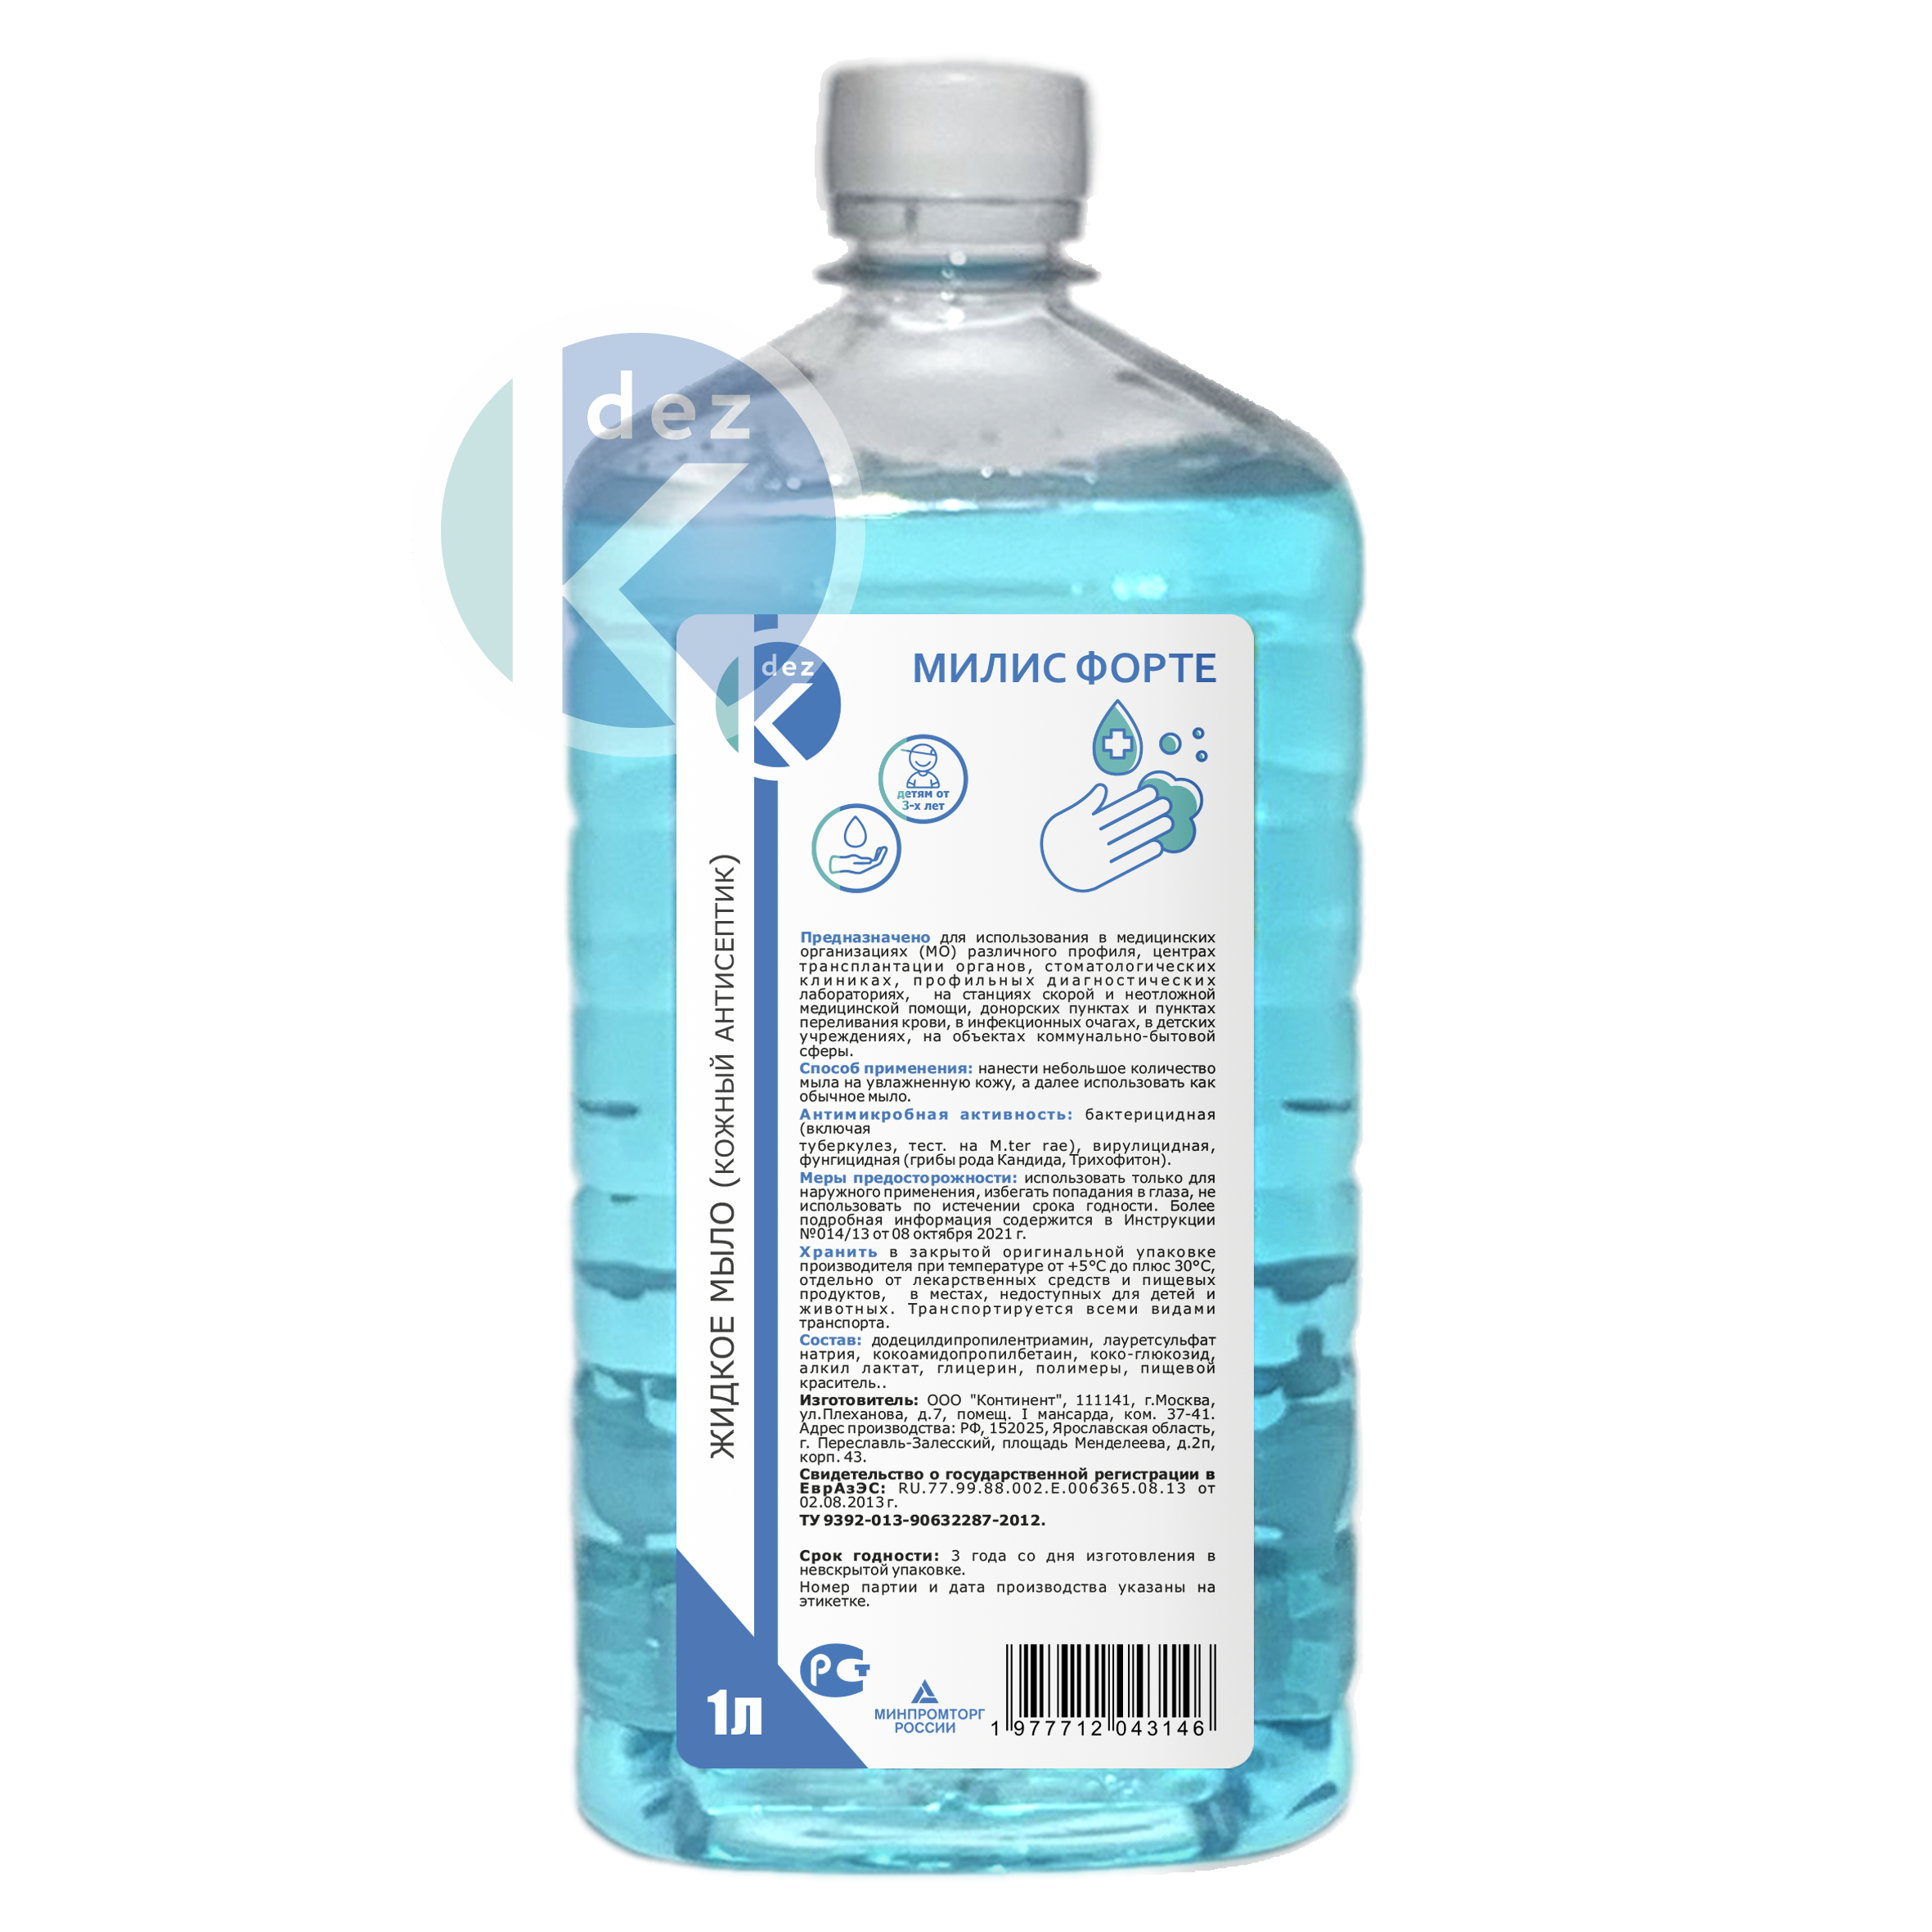 dez
K
dez
K
МИЛИС ФОРТЕ
детям от
3-х лет
ЖИДКОЕ МЫЛО (КОЖНЫЙ АНТИСЕПТИК)
Предназначено для использования в медицинских
организациях (МО) различного профиля, центрах
трансплантации органов, стоматологических
клиниках, профильных диагностических
лабораториях, на станциях скорой и неотложной
медицинской помощи, донорских пунктах и пунктах
переливания крови, в инфекционных очагах, в детских
учреждениях, на объектах коммунально-бытовой
сферы.
Способ применения: нанести небольшое количество
мыла на увлажненную кожу, а далее использовать как
обычное мыло.
Антимикробная активность: бактерицидная
(включая
туберкулез, тест. на M.ter rae), вирулицидная,
фунгицидная (грибы рода Кандида, Трихофитон).
Меры предосторожности: использовать только для
наружного применения, избегать попадания в глаза, не
использовать по истечении срока годности. Более
подробная информация содержится в Инструкции
№014/13 от 08 октября 2021 г.
Хранить в закрытой оригинальной упаковке
производителя при температуре от +5°С до плюс 30°С,
отдельно от лекарственных средств и пищевых
продуктов, в местах, недоступных для детей и
животных. Транспортируется всеми видами
транспорта.
Состав: додецилдипропилентриамин, лауретсульфат
натрия, кокоамидопропилбетаин, коко-глюкозид,
алкил лактат, глицерин, полимеры, пищевой
краситель..
Изготовитель: ООО "Континент", 111141, г.Москва,
ул.Плеханова, д.7, помещ. I мансарда, ком. 37-41.
Адрес производства: РФ, 152025, Ярославская область,
г. Переславль-Залесский, площадь Менделеева, д.2п,
корп. 43.
Свидетельство о государственной регистрации в
ЕврАзЭС: RU.77.99.88.002.Е.006365.08.13 от
02.08.2013 г.
ТУ 9392-013-90632287-2012.
Срок годности: 3 года со дня изготовления в
невскрытой упаковке.
Номер партии и дата производства указаны на
этикетке.
1л
РСТ
МИНПРОМТОРГ
РОССИИ
1 977712 043146